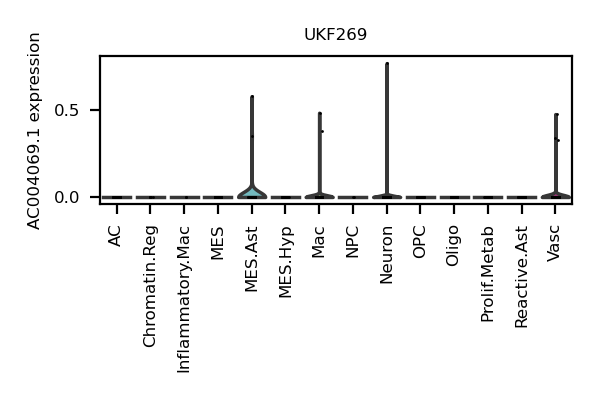 UKF269
AC004069.1 expression
0.5
0.0
AC
Chromatin.Reg
Inflammatory.Mac
MES
MES.Ast
MES.Hyp
Mac
NPC
Neuron
OPC
Oligo
Prolif.Metab
Reactive.Ast
Vasc